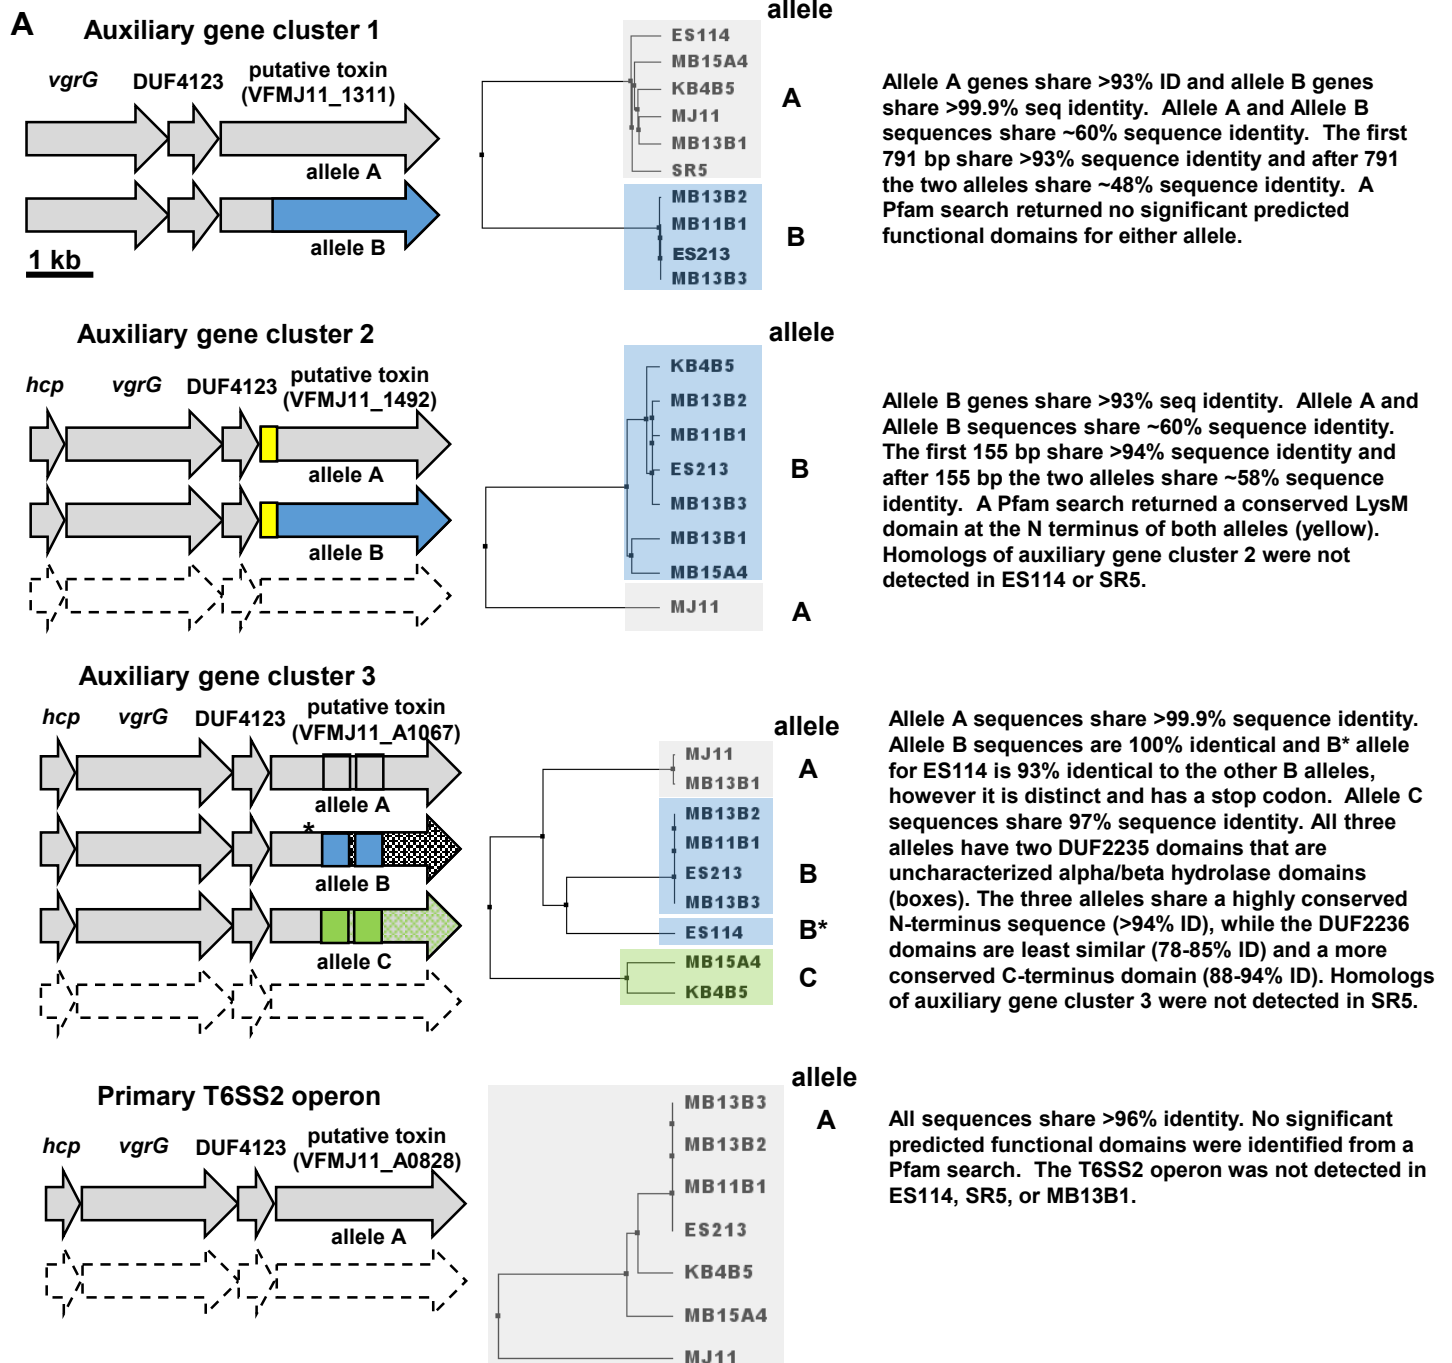 A
Auxiliary gene cluster 1
vgrG
DUF4123
putative toxin
(VFMJ11_1311)
allele A
allele B
1 kb
allele
ES114
MB15A4
KB4B5
MJ11
MB13B1
SR5
A
MB13B2
MB11B1
ES213
MB13B3
B
Allele A genes share >93% ID and allele B genes
share >99.9% seq identity. Allele A and Allele B
sequences share ~60% sequence identity. The first
791 bp share >93% sequence identity and after 791
the two alleles share ~48% sequence identity. A
Pfam search returned no significant predicted
functional domains for either allele.
Auxiliary gene cluster 2
hcp
vgrG
DUF4123
putative toxin
(VFMJ11_1492)
allele A
allele B
allele
KB4B5
MB13B2
MB11B1
ES213
MB13B3
MB13B1
MB15A4
B
MJ11
A
Allele B genes share >93% seq identity. Allele A and
Allele B sequences share ~60% sequence identity.
The first 155 bp share >94% sequence identity and
after 155 bp the two alleles share ~58% sequence
identity. A Pfam search returned a conserved LysM
domain at the N terminus of both alleles (yellow).
Homologs of auxiliary gene cluster 2 were not
detected in ES114 or SR5.
Auxiliary gene cluster 3
hcp
vgrG
DUF4123
putative toxin
(VFMJ11_A1067)
allele A
*
allele B
allele C
allele
MJ11
MB13B1
A
MB13B2
MB11B1
ES213
MB13B3
B
ES114
B*
MB15A4
KB4B5
C
Allele A sequences share >99.9% sequence identity.
Allele B sequences are 100% identical and B* allele
for ES114 is 93% identical to the other B alleles,
however it is distinct and has a stop codon. Allele C
sequences share 97% sequence identity. All three
alleles have two DUF2235 domains that are
uncharacterized alpha/beta hydrolase domains
(boxes). The three alleles share a highly conserved
N-terminus sequence (>94% ID), while the DUF2236
domains are least similar (78-85% ID) and a more
conserved C-terminus domain (88-94% ID). Homologs
of auxiliary gene cluster 3 were not detected in SR5.
Primary T6SS2 operon
hcp
vgrG
DUF4123
putative toxin
(VFMJ11_A0828)
allele A
allele
MB13B3
MB13B2
MB11B1
ES213
KB4B5
MB15A4
MJ11
A
All sequences share >96% identity. No significant
predicted functional domains were identified from a
Pfam search. The T6SS2 operon was not detected in
ES114, SR5, or MB13B1.